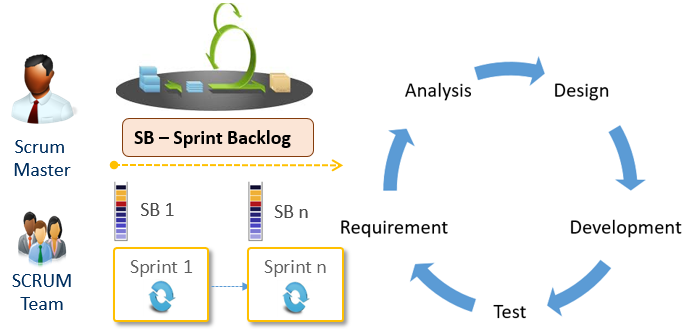 Scrum
Master
SCRUM
Team
SB – Sprint Backlog
SB 1
SB n
Sprint 1
Sprint n
Analysis
Design
Requirement
Development
Test